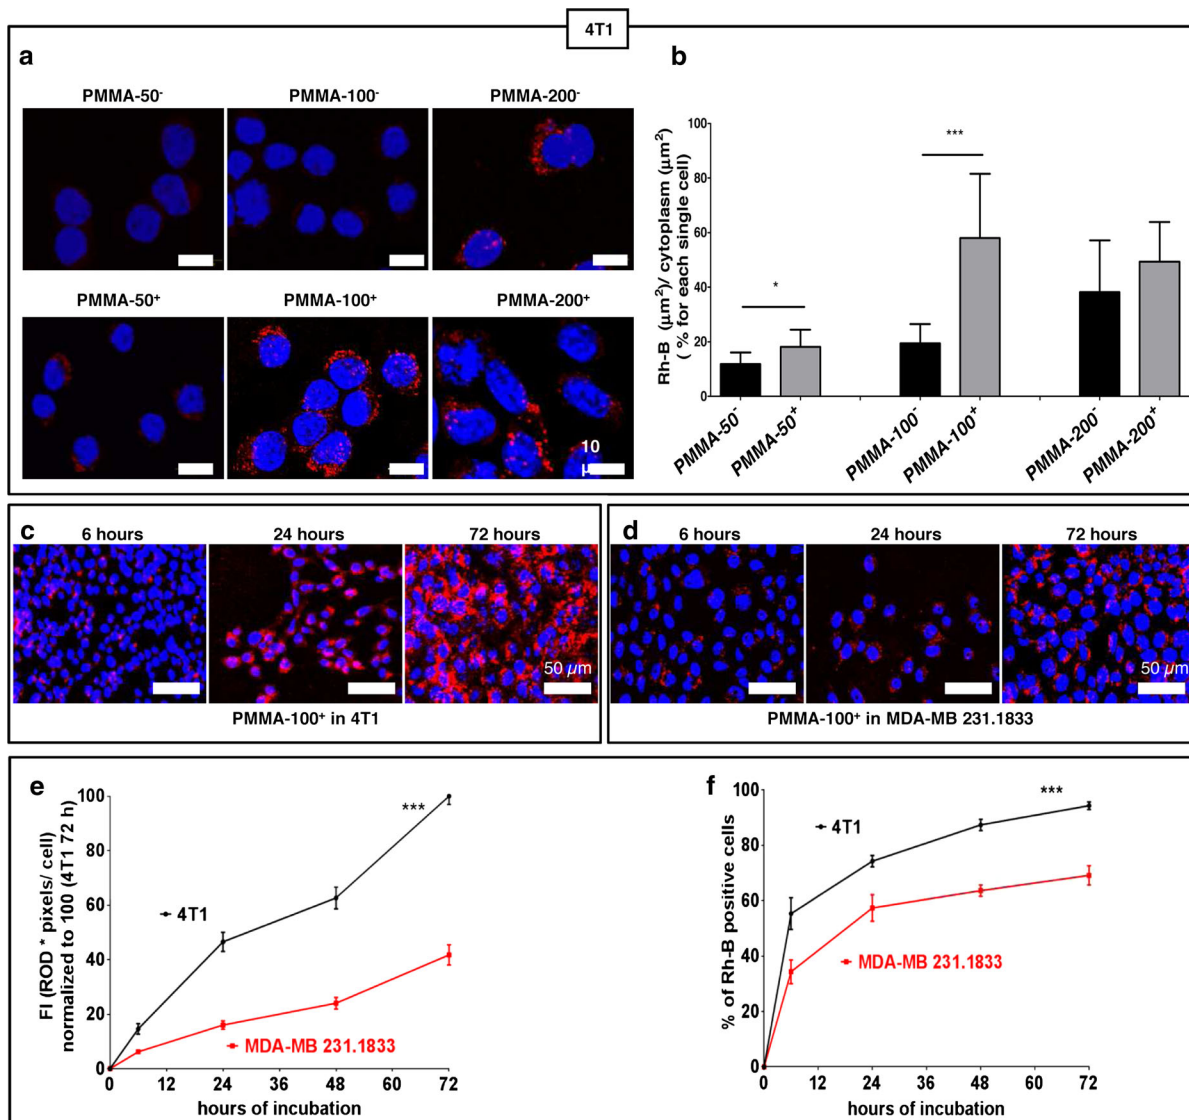 4T1
a
PMMA-50⁻
PMMA-100⁻
PMMA-200⁻
PMMA-50⁺
PMMA-100⁺
PMMA-200⁺
10
µ
b
Rh-B (µm²)/ cytoplasm (µm²)
( % for each single cell)
100
80
60
40
20
0
*
***
PMMA-50⁻
PMMA-50⁺
PMMA-100⁻
PMMA-100⁺
PMMA-200⁻
PMMA-200⁺
c
6 hours
24 hours
72 hours
50 µm
PMMA-100⁺ in 4T1
d
6 hours
24 hours
72 hours
50 µm
PMMA-100⁺ in MDA-MB 231.1833
e
FI (ROD * pixels/ cell)
normalized to 100 (4T1 72 h)
100
80
60
40
20
0
***
4T1
MDA-MB 231.1833
0 12 24 36 48 60 72
hours of incubation
f
% of Rh-B positive cells
100
80
60
40
20
0
***
4T1
MDA-MB 231.1833
0 12 24 36 48 60 72
hours of incubation